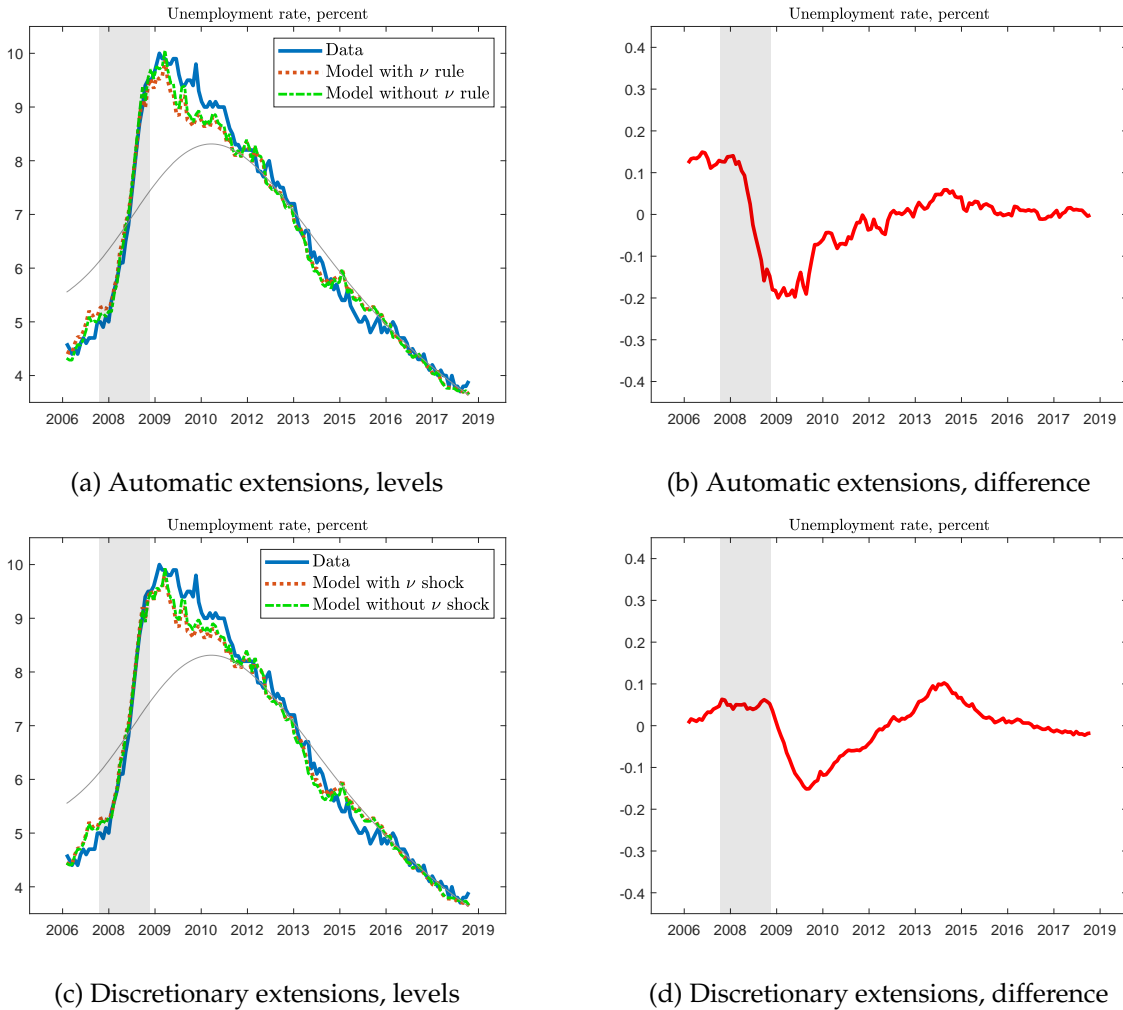 Unemployment rate, percent
10
9
8
7
6
5
4
2006 2008 2009 2010 2012 2013 2015 2016 2017 2019
Data
Model with ν rule
Model without ν rule
(a) Automatic extensions, levels
Unemployment rate, percent
0.4
0.3
0.2
0.1
0
-0.1
-0.2
-0.3
-0.4
2006 2008 2009 2010 2012 2013 2015 2016 2017 2019
(b) Automatic extensions, difference
Unemployment rate, percent
10
9
8
7
6
5
4
2006 2008 2009 2010 2012 2013 2015 2016 2017 2019
Data
Model with ν shock
Model without ν shock
(c) Discretionary extensions, levels
Unemployment rate, percent
0.4
0.3
0.2
0.1
0
-0.1
-0.2
-0.3
-0.4
2006 2008 2009 2010 2012 2013 2015 2016 2017 2019
(d) Discretionary extensions, difference